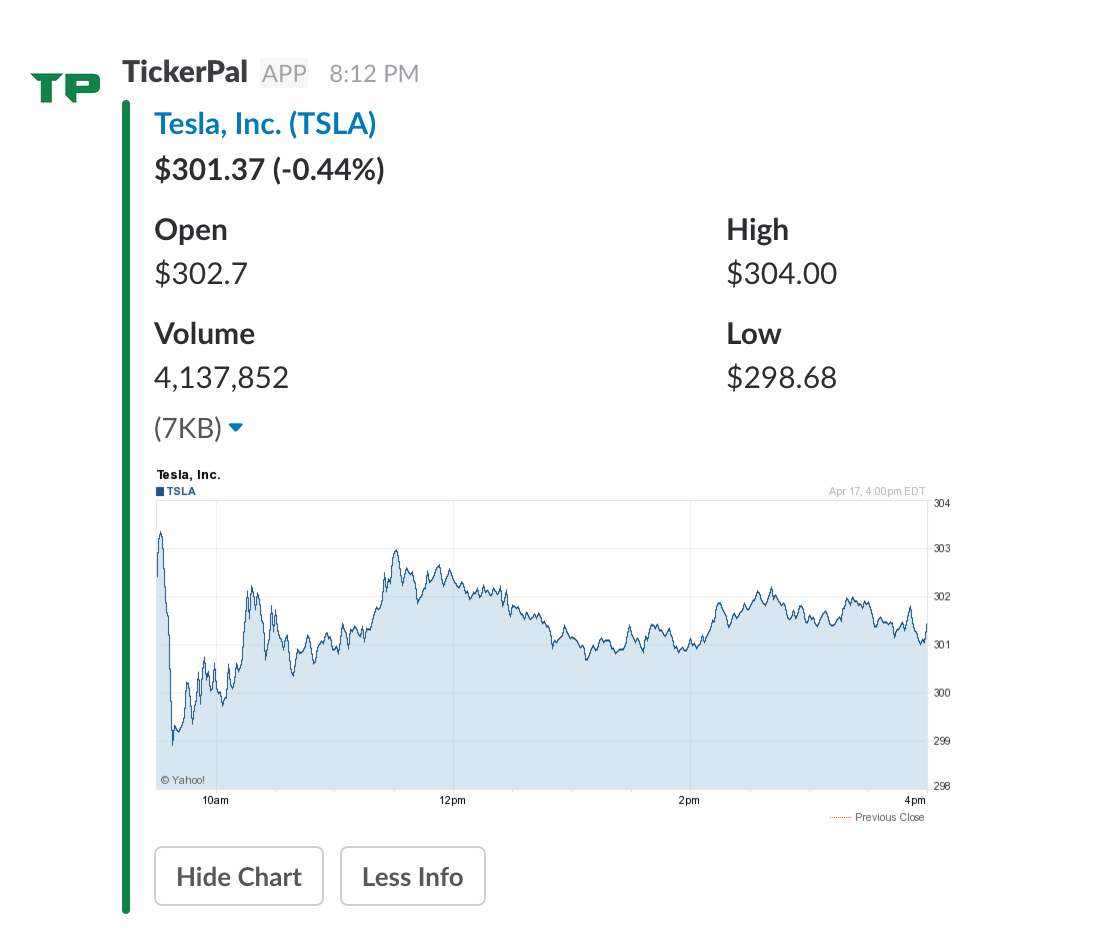 TP
TickerPal APP 8:12 PM
Tesla, Inc. (TSLA)
$301.37 (-0.44%)
Open High
$302.7 $304.00
Volume Low
4,137,852 $298.68
(7KB)
Tesla, Inc.
TSLA Apr 17, 4:00pm EDT
304
303
302
301
300
299
298
© Yahoo!
10am 12pm 2pm 4pm
Previous Close
Hide Chart Less Info